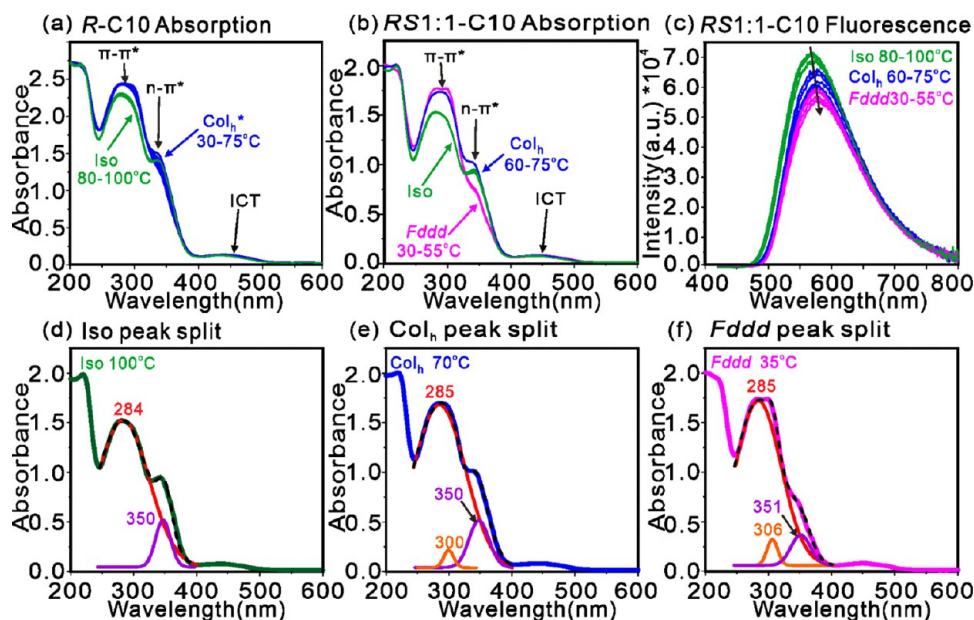 (a) R-C10 Absorption
(b) RS1:1-C10 Absorption
(c) RS1:1-C10 Fluorescence
Absorbance
2.5
2.0
1.5
1.0
0.5
0.0
π-π*
n-π*
Colh*
30-75°C
Iso
80-100°C
ICT
200 300 400 500 600
Wavelength(nm)
Absorbance
2.5
2.0
1.5
1.0
0.5
0.0
π-π*
n-π*
Colh
60-75°C
Iso
Fddd
30-55°C
ICT
200 300 400 500 600
Wavelength(nm)
Intensity(a.u.) *10⁴
7.0
6.0
5.0
4.0
3.0
2.0
1.0
0
Iso 80-100°C
Colh 60-75°C
Fddd30-55°C
400 500 600 700 800
Wavelength(nm)
(d) Iso peak split
(e) Colh peak split
(f) Fddd peak split
Absorbance
2.0
1.5
1.0
0.5
0.0
Iso 100°C
284
350
200 300 400 500 600
Wavelength(nm)
Absorbance
2.0
1.5
1.0
0.5
0.0
Colh 70°C
285
350
300
200 300 400 500 600
Wavelength(nm)
Absorbance
2.0
1.5
1.0
0.5
0.0
Fddd 35°C
285
351
306
200 300 400 500 600
Wavelength(nm)